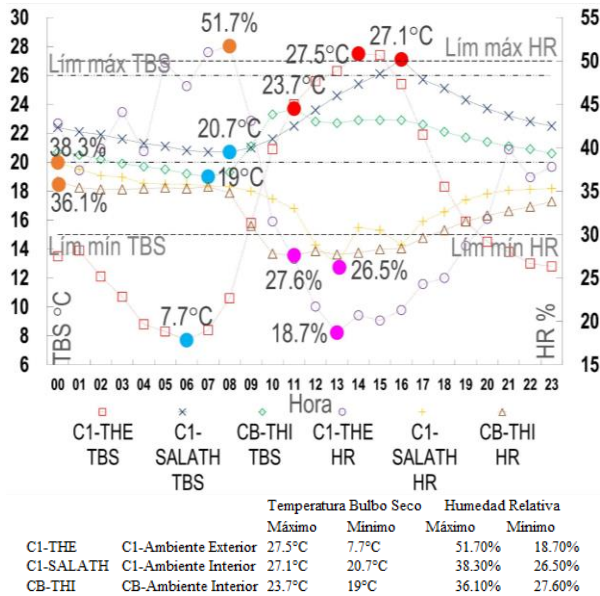 30
28
26
24
22
20
18
16
14
12
10
8
6
55
50
45
40
35
30
25
20
15
TBS °C
HR %
Lím máx TBS
Lím máx HR
Lím mín TBS
Lím mín HR
51.7%
27.5°C
27.1°C
23.7°C
20.7°C
19°C
38.3%
36.1%
7.7°C
27.6%
26.5%
18.7%
00 01 02 03 04 05 06 07 08 09 10 11 12 13 14 15 16 17 18 19 20 21 22 23
Hora
C1-THE TBS
C1-SALATH TBS
CB-THI TBS
C1-THE HR
C1-SALATH HR
CB-THI HR
Temperatura Bulbo Seco Humedad Relativa
Máximo Mínimo Máximo Mínimo
C1-THE C1-Ambiente Exterior 27.5°C 7.7°C 51.70% 18.70%
C1-SALATH C1-Ambiente Interior 27.1°C 20.7°C 38.30% 26.50%
CB-THI CB-Ambiente Interior 23.7°C 19°C 36.10% 27.60%